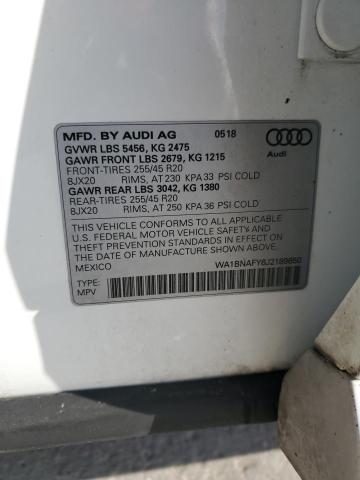 MFD. BY AUDI AG 0518
GVWR LBS 5456, KG 2475
GAWR FRONT LBS 2679, KG 1215
FRONT-TIRES 255/45 R20
8JX20 RIMS, AT 230 KPA 33 PSI COLD
GAWR REAR LBS 3042, KG 1380
REAR-TIRES 255/45 R20
8JX20 RIMS, AT 250 KPA 36 PSI COLD
Audi
THIS VEHICLE CONFORMS TO ALL APPLICABLE
U.S. FEDERAL MOTOR VEHICLE SAFETY
STANDARDS IN EFFECT ON
THE DATE OF MANUFACTURE SHOWN ABOVE
MEXICO WA1BNAFY8J2189850
TYPE:
MPV